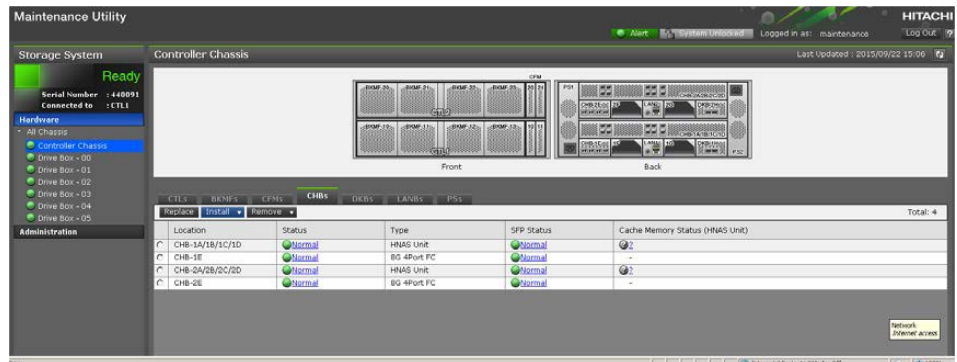 Maintenance Utility
HITACHI
Alert System Unlocked Logged in as: maintenance Log Out ?
Storage System
Ready
Serial Number : 440091
Connected to : CTL1
Hardware
All Chassis
Controller Chassis
Drive Box - 00
Drive Box - 01
Drive Box - 02
Drive Box - 03
Drive Box - 04
Drive Box - 05
Administration
Controller Chassis Last Updated : 2015/09/22 15:06
CFM
PS1
PS2
Front Back
CTLs BKMFs CFMs CHBs DKBs LANBs PSs
Replace Install Remove Total: 4
Location Status Type SFP Status Cache Memory Status (HNAS Unit)
CHB-1A/1B/1C/1D Normal HNAS Unit Normal ?
CHB-1E Normal 8G 4Port FC Normal -
CHB-2A/2B/2C/2D Normal HNAS Unit Normal ?
CHB-2E Normal 8G 4Port FC Normal -
Network
Internet access